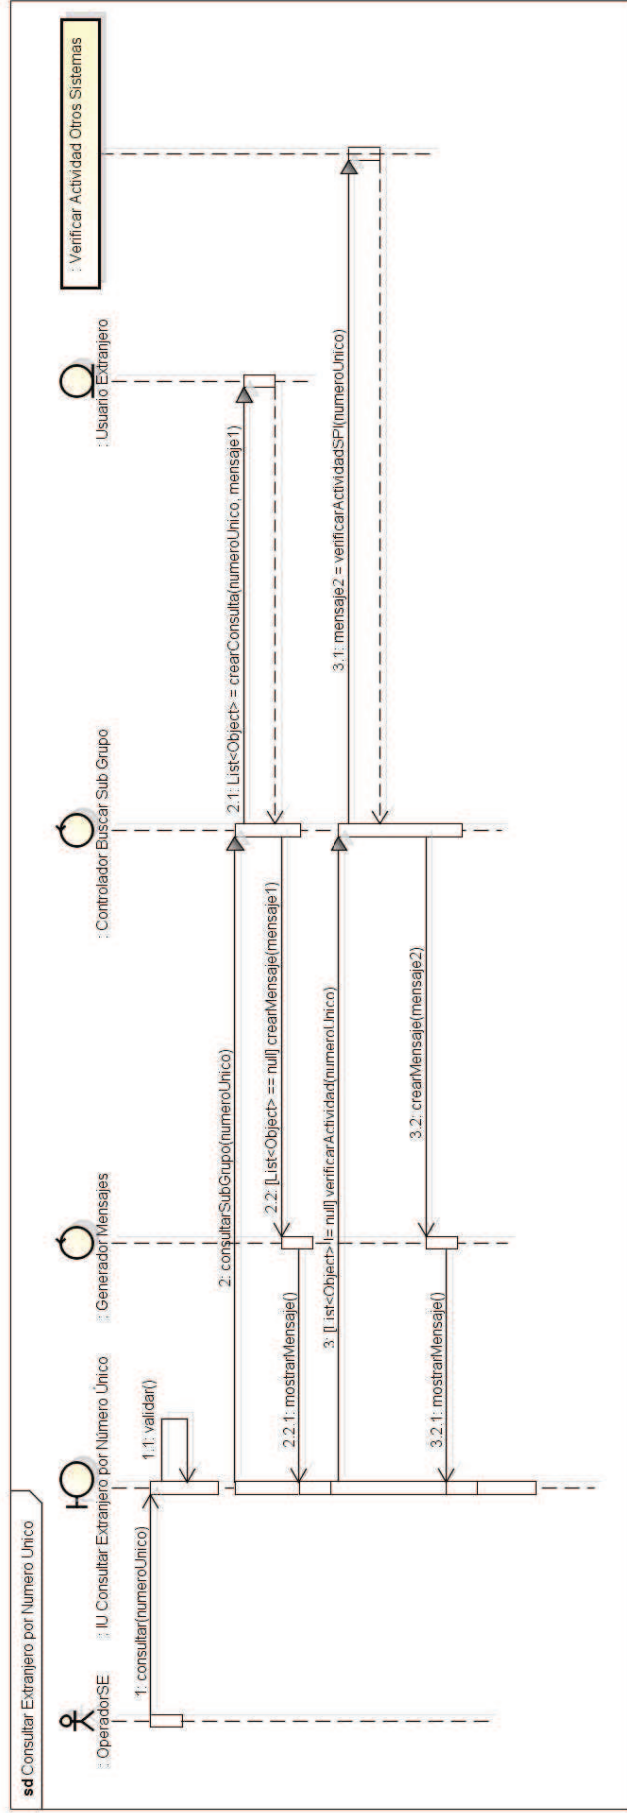 sd Consultar Extranjero por Numero Unico
: OperadorSE
: IU Consultar Extranjero por Número Único
: Generador Mensajes
: Controlador Buscar Sub Grupo
: Usuario Extranjero
: Verificar Actividad Otros Sistemas
1: consultar(numeroUnico)
1.1: validar()
2: consultarSubGrupo(numeroUnico)
2.1: List<Object> = crearConsulta(numeroUnico, mensaje1)
2.2: [List<Object> == null] crearMensaje(mensaje1)
2.2.1: mostrarMensaje()
3: [List<Object> != null] verificarActividad(numeroUnico)
3.1: mensaje2 = verificarActividadSPI(numeroUnico)
3.2: crearMensaje(mensaje2)
3.2.1: mostrarMensaje()